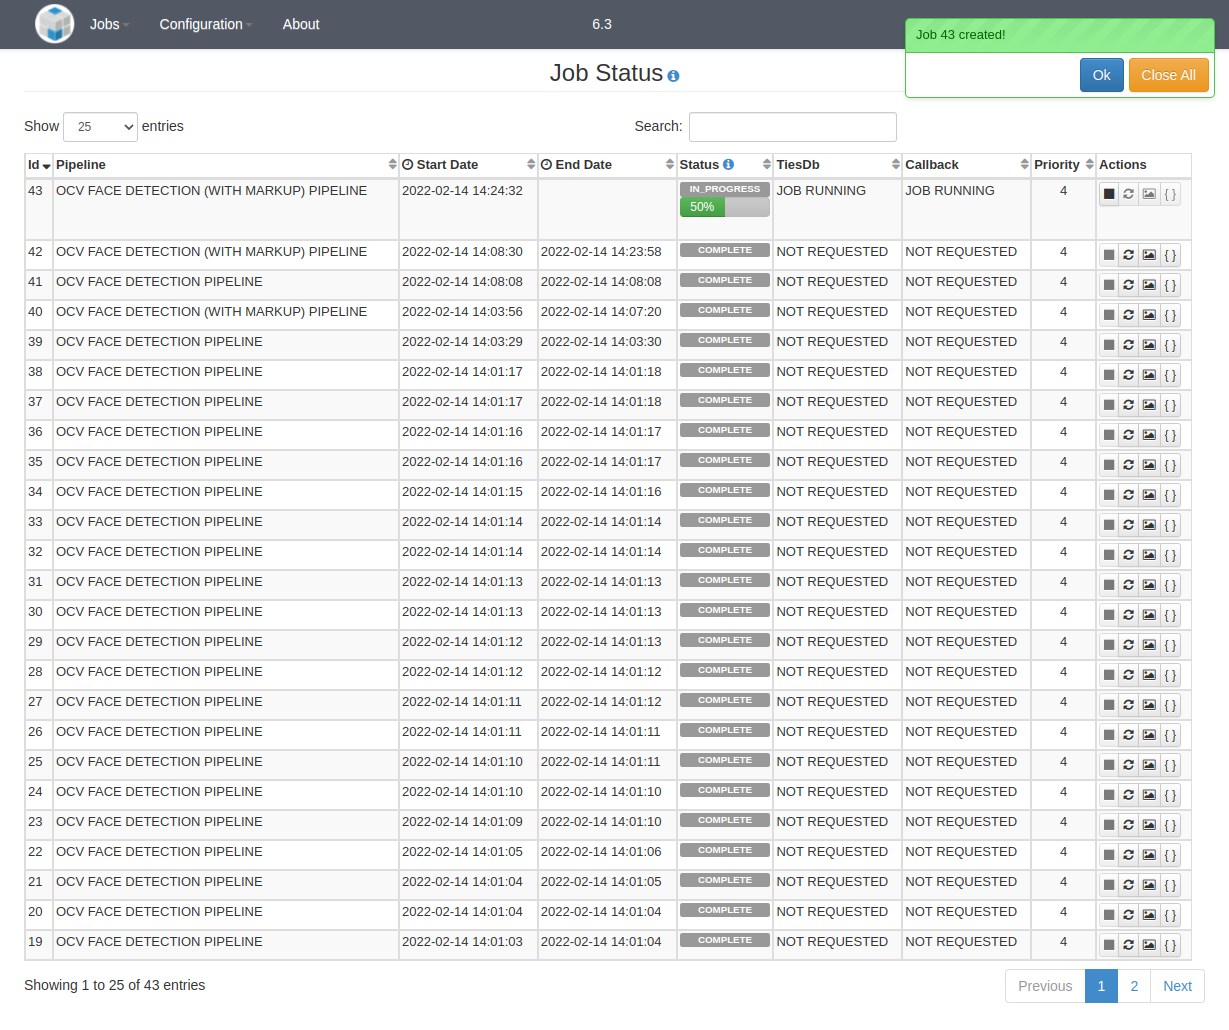 Jobs Configuration About 6.3
Job 43 created!
Ok Close All
Job Status
Show 25 entries Search:
Id Pipeline Start Date End Date Status TiesDb Callback Priority Actions
43 OCV FACE DETECTION (WITH MARKUP) PIPELINE 2022-02-14 14:24:32 IN_PROGRESS JOB RUNNING JOB RUNNING 4 { }
50%
42 OCV FACE DETECTION (WITH MARKUP) PIPELINE 2022-02-14 14:08:30 2022-02-14 14:23:58 COMPLETE NOT REQUESTED NOT REQUESTED 4 { }
41 OCV FACE DETECTION PIPELINE 2022-02-14 14:08:08 2022-02-14 14:08:08 COMPLETE NOT REQUESTED NOT REQUESTED 4 { }
40 OCV FACE DETECTION (WITH MARKUP) PIPELINE 2022-02-14 14:03:56 2022-02-14 14:07:20 COMPLETE NOT REQUESTED NOT REQUESTED 4 { }
39 OCV FACE DETECTION PIPELINE 2022-02-14 14:03:29 2022-02-14 14:03:30 COMPLETE NOT REQUESTED NOT REQUESTED 4 { }
38 OCV FACE DETECTION PIPELINE 2022-02-14 14:01:17 2022-02-14 14:01:18 COMPLETE NOT REQUESTED NOT REQUESTED 4 { }
37 OCV FACE DETECTION PIPELINE 2022-02-14 14:01:17 2022-02-14 14:01:18 COMPLETE NOT REQUESTED NOT REQUESTED 4 { }
36 OCV FACE DETECTION PIPELINE 2022-02-14 14:01:16 2022-02-14 14:01:17 COMPLETE NOT REQUESTED NOT REQUESTED 4 { }
35 OCV FACE DETECTION PIPELINE 2022-02-14 14:01:16 2022-02-14 14:01:17 COMPLETE NOT REQUESTED NOT REQUESTED 4 { }
34 OCV FACE DETECTION PIPELINE 2022-02-14 14:01:15 2022-02-14 14:01:16 COMPLETE NOT REQUESTED NOT REQUESTED 4 { }
33 OCV FACE DETECTION PIPELINE 2022-02-14 14:01:14 2022-02-14 14:01:14 COMPLETE NOT REQUESTED NOT REQUESTED 4 { }
32 OCV FACE DETECTION PIPELINE 2022-02-14 14:01:14 2022-02-14 14:01:14 COMPLETE NOT REQUESTED NOT REQUESTED 4 { }
31 OCV FACE DETECTION PIPELINE 2022-02-14 14:01:13 2022-02-14 14:01:13 COMPLETE NOT REQUESTED NOT REQUESTED 4 { }
30 OCV FACE DETECTION PIPELINE 2022-02-14 14:01:13 2022-02-14 14:01:13 COMPLETE NOT REQUESTED NOT REQUESTED 4 { }
29 OCV FACE DETECTION PIPELINE 2022-02-14 14:01:12 2022-02-14 14:01:13 COMPLETE NOT REQUESTED NOT REQUESTED 4 { }
28 OCV FACE DETECTION PIPELINE 2022-02-14 14:01:12 2022-02-14 14:01:12 COMPLETE NOT REQUESTED NOT REQUESTED 4 { }
27 OCV FACE DETECTION PIPELINE 2022-02-14 14:01:11 2022-02-14 14:01:12 COMPLETE NOT REQUESTED NOT REQUESTED 4 { }
26 OCV FACE DETECTION PIPELINE 2022-02-14 14:01:11 2022-02-14 14:01:11 COMPLETE NOT REQUESTED NOT REQUESTED 4 { }
25 OCV FACE DETECTION PIPELINE 2022-02-14 14:01:10 2022-02-14 14:01:11 COMPLETE NOT REQUESTED NOT REQUESTED 4 { }
24 OCV FACE DETECTION PIPELINE 2022-02-14 14:01:10 2022-02-14 14:01:10 COMPLETE NOT REQUESTED NOT REQUESTED 4 { }
23 OCV FACE DETECTION PIPELINE 2022-02-14 14:01:09 2022-02-14 14:01:10 COMPLETE NOT REQUESTED NOT REQUESTED 4 { }
22 OCV FACE DETECTION PIPELINE 2022-02-14 14:01:05 2022-02-14 14:01:06 COMPLETE NOT REQUESTED NOT REQUESTED 4 { }
21 OCV FACE DETECTION PIPELINE 2022-02-14 14:01:04 2022-02-14 14:01:05 COMPLETE NOT REQUESTED NOT REQUESTED 4 { }
20 OCV FACE DETECTION PIPELINE 2022-02-14 14:01:04 2022-02-14 14:01:04 COMPLETE NOT REQUESTED NOT REQUESTED 4 { }
19 OCV FACE DETECTION PIPELINE 2022-02-14 14:01:03 2022-02-14 14:01:04 COMPLETE NOT REQUESTED NOT REQUESTED 4 { }
Showing 1 to 25 of 43 entries Previous 1 2 Next